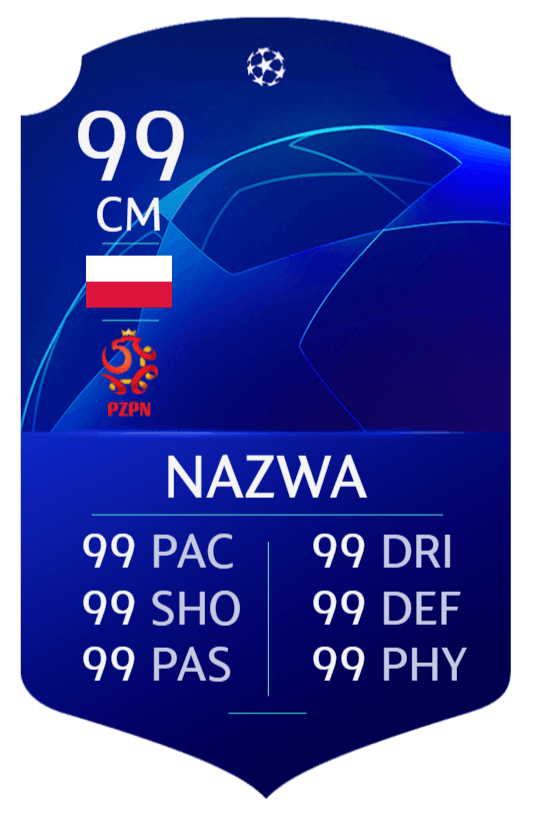 99
CM
PZPN
NAZWA
99 PAC 99 DRI
99 SHO 99 DEF
99 PAS 99 PHY